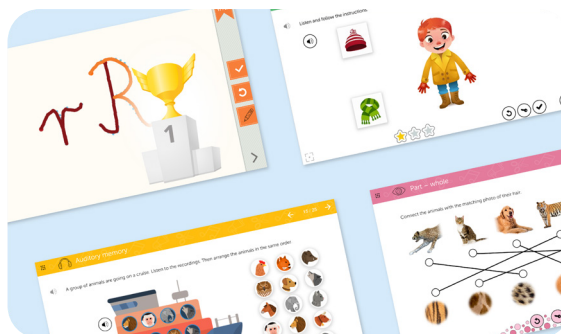 r R
1
Listen and follow the instructions.
Auditory memory
A group of animals are going on a cruise. Listen to the recordings. Then arrange the animals in the same order
Part – whole
Connect the animals with the matching photo of their hair.